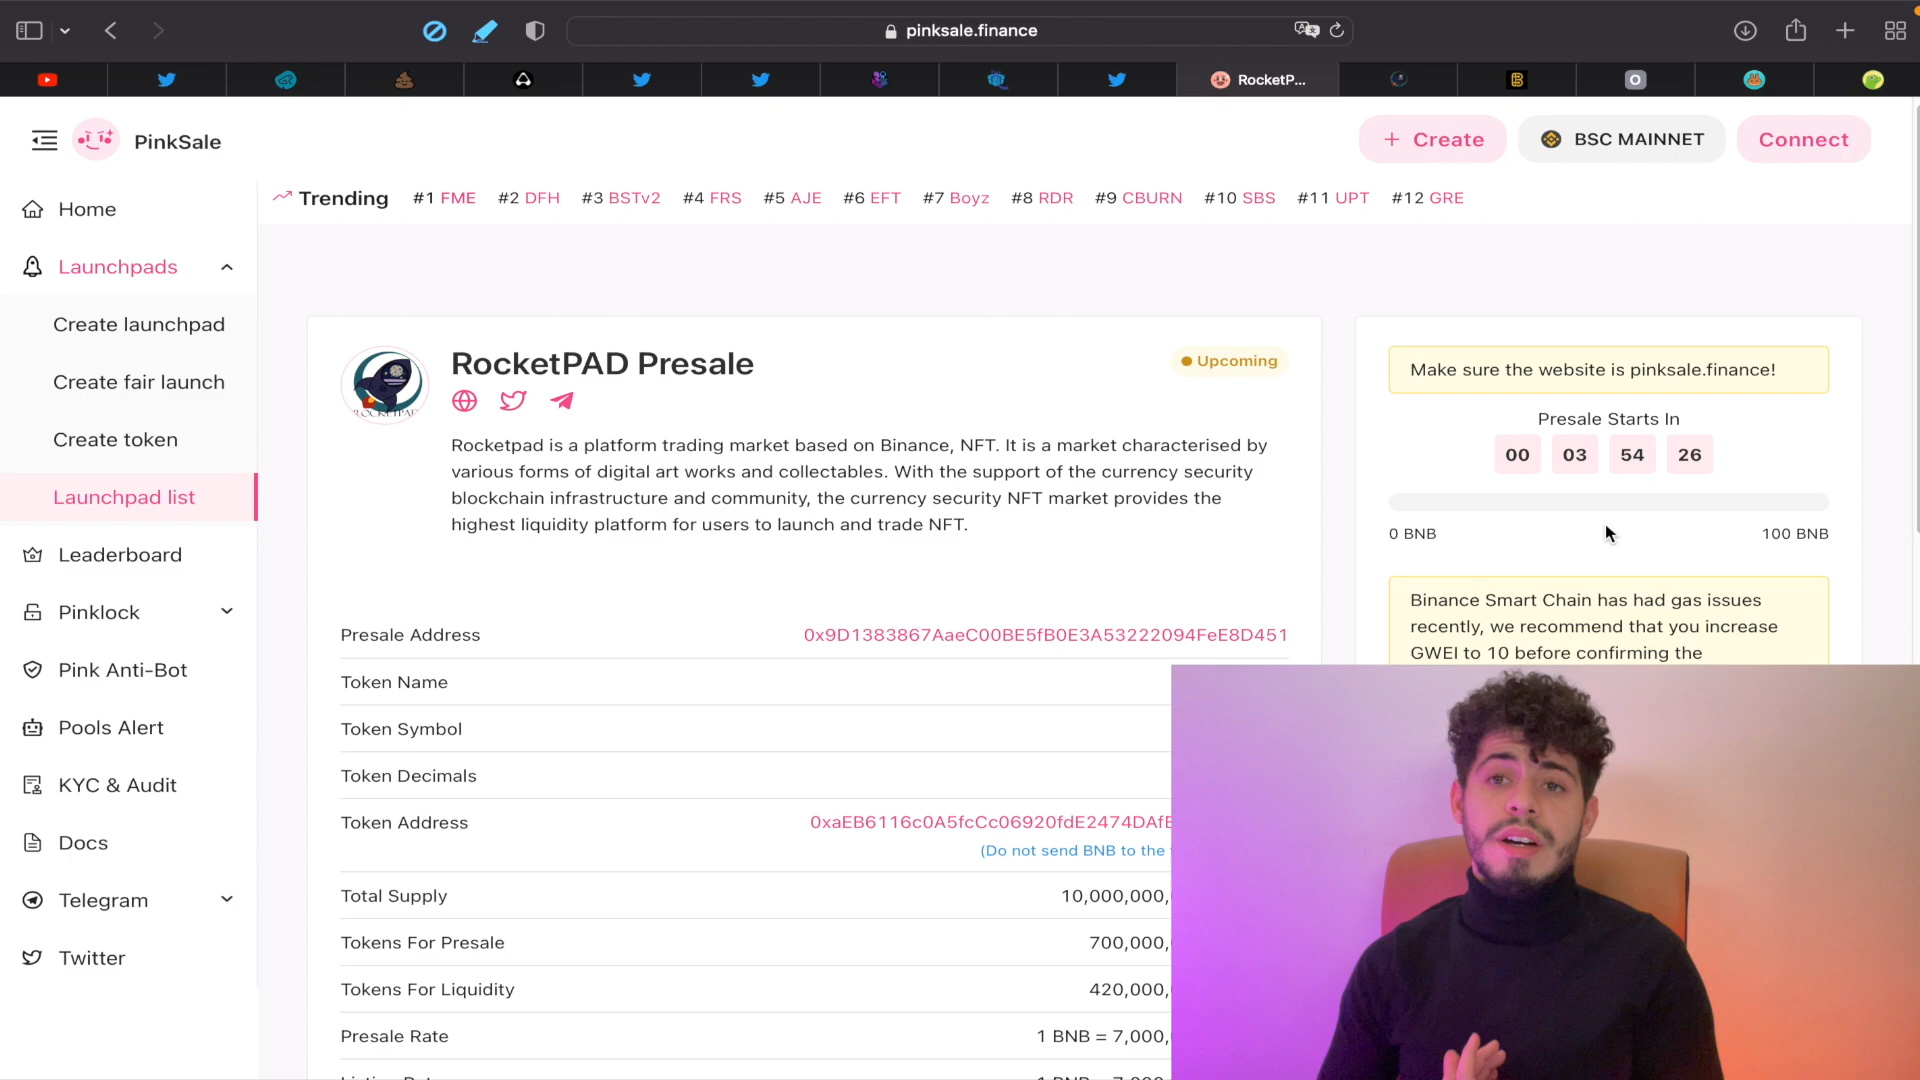 pinksale.finance
RocketP...
PinkSale
+ Create
BSC MAINNET
Connect
Trending #1 FME #2 DFH #3 BSTv2 #4 FRS #5 AJE #6 EFT #7 Boyz #8 RDR #9 CBURN #10 SBS #11 UPT #12 GRE
Home
Launchpads
Create launchpad
Create fair launch
Create token
Launchpad list
Leaderboard
Pinklock
Pink Anti-Bot
Pools Alert
KYC & Audit
Docs
Telegram
Twitter
RocketPAD Presale
Upcoming
Rocketpad is a platform trading market based on Binance, NFT. It is a market characterised by
various forms of digital art works and collectables. With the support of the currency security
blockchain infrastructure and community, the currency security NFT market provides the
highest liquidity platform for users to launch and trade NFT.
Presale Address 0x9D1383867AaeC00BE5fB0E3A53222094FeE8D451
Token Name
Token Symbol
Token Decimals
Token Address 0xaEB6116c0A5fcCc06920fdE2474DAfE
(Do not send BNB to the
Total Supply 10,000,000,
Tokens For Presale 700,000,
Tokens For Liquidity 420,000,
Presale Rate 1 BNB = 7,000,
Make sure the website is pinksale.finance!
Presale Starts In
00 03 54 26
0 BNB 100 BNB
Binance Smart Chain has had gas issues
recently, we recommend that you increase
GWEI to 10 before confirming the